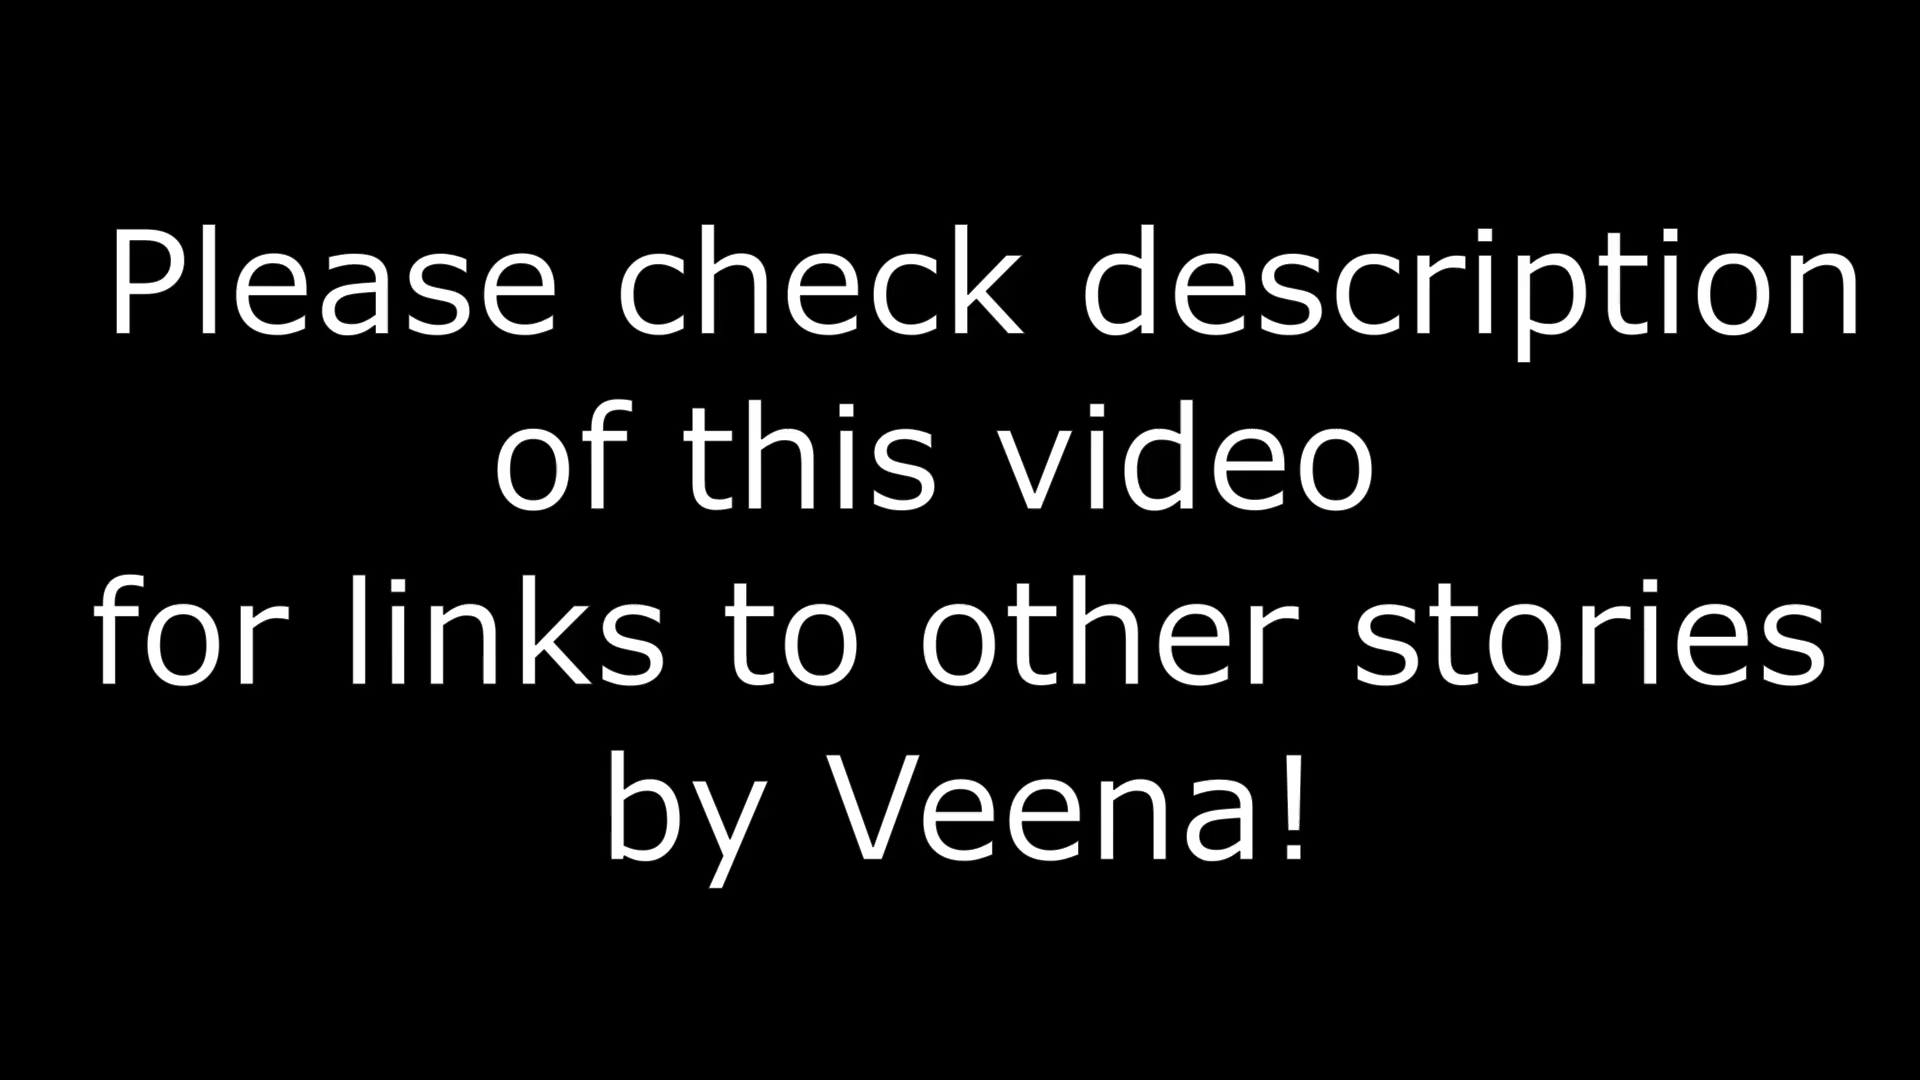 Please check description
of this video
for links to other stories
by Veena!